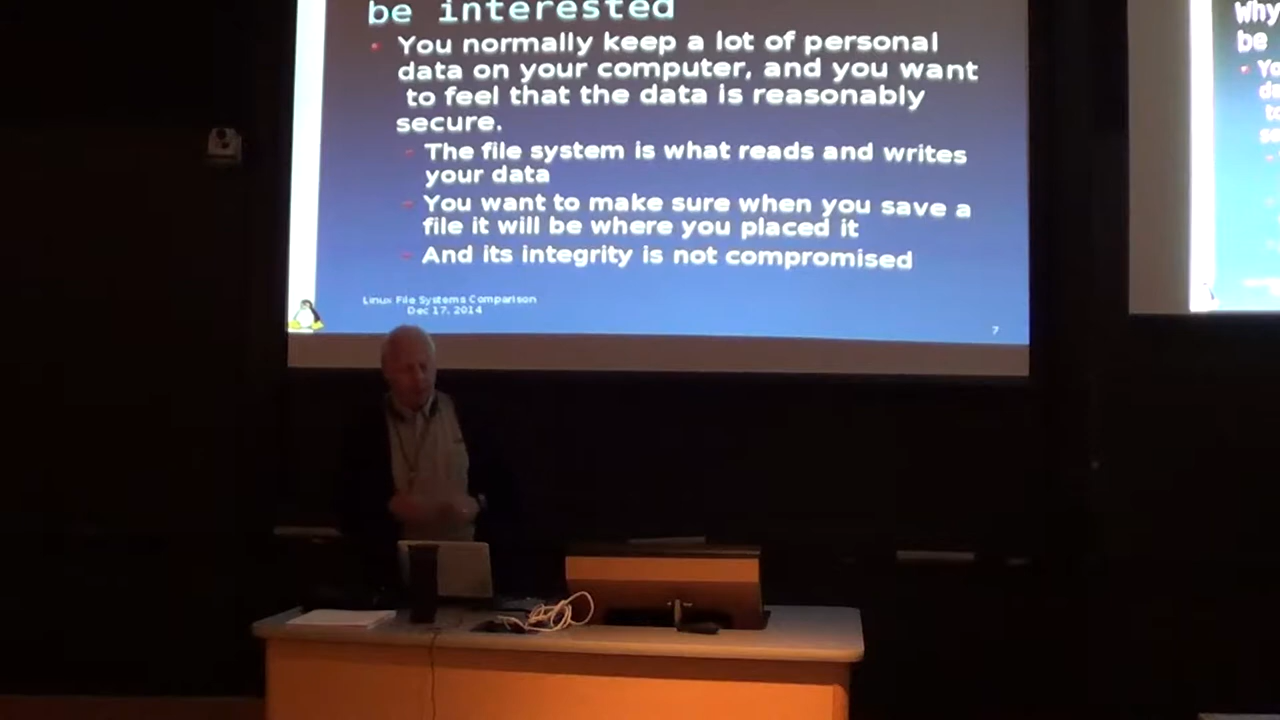 be interested
You normally keep a lot of personal
data on your computer, and you want
to feel that the data is reasonably
secure.
The file system is what reads and writes
your data
You want to make sure when you save a
file it will be where you placed it
And its integrity is not compromised
Linux File Systems Comparison
Dec 17, 2014
7
Why
be